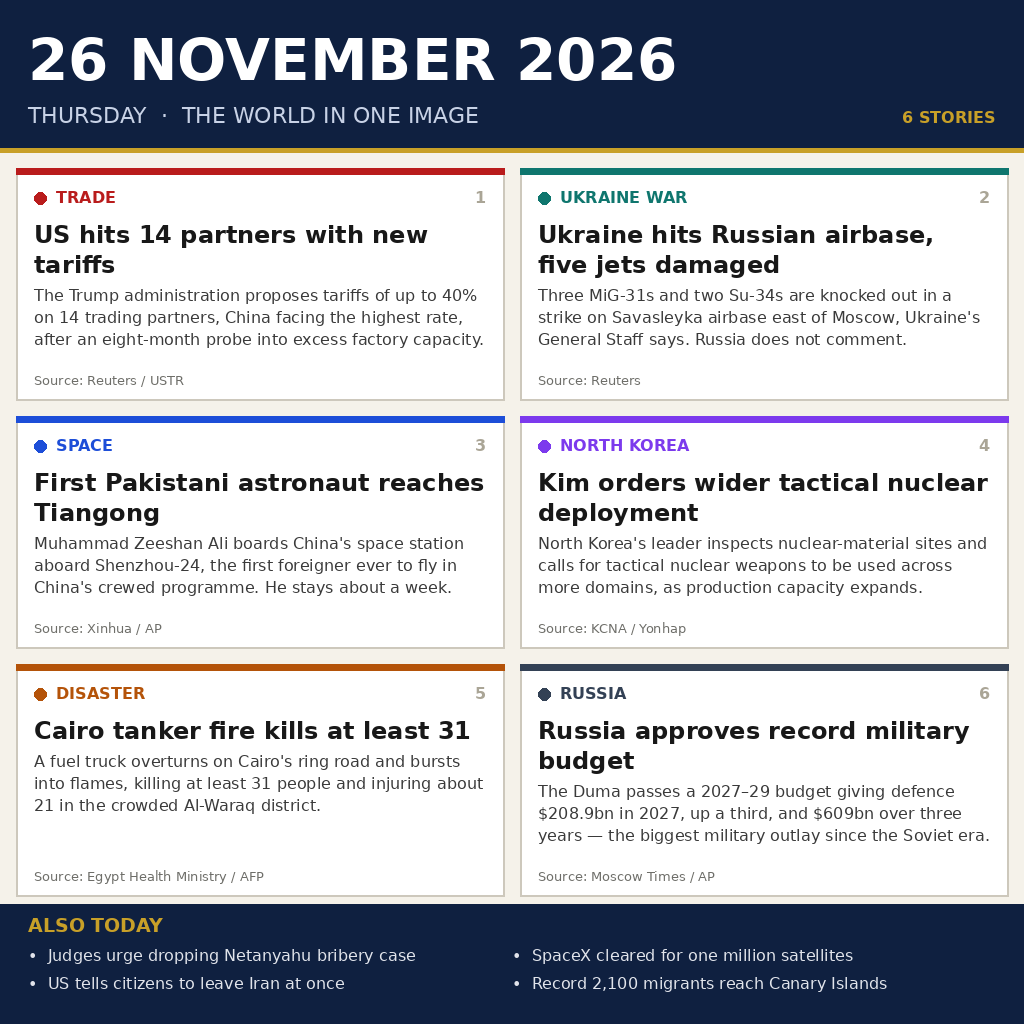 26 NOVEMBER 2026
THURSDAY · THE WORLD IN ONE IMAGE
6 STORIES
TRADE
1
US hits 14 partners with new
tariffs
The Trump administration proposes tariffs of up to 40%
on 14 trading partners, China facing the highest rate,
after an eight-month probe into excess factory capacity.
Source: Reuters / USTR
UKRAINE WAR
2
Ukraine hits Russian airbase,
five jets damaged
Three MiG-31s and two Su-34s are knocked out in a
strike on Savasleyka airbase east of Moscow, Ukraine's
General Staff says. Russia does not comment.
Source: Reuters
SPACE
3
First Pakistani astronaut reaches
Tiangong
Muhammad Zeeshan Ali boards China's space station
aboard Shenzhou-24, the first foreigner ever to fly in
China's crewed programme. He stays about a week.
Source: Xinhua / AP
NORTH KOREA
4
Kim orders wider tactical nuclear
deployment
North Korea's leader inspects nuclear-material sites and
calls for tactical nuclear weapons to be used across
more domains, as production capacity expands.
Source: KCNA / Yonhap
DISASTER
5
Cairo tanker fire kills at least 31
A fuel truck overturns on Cairo's ring road and bursts
into flames, killing at least 31 people and injuring about
21 in the crowded Al-Waraq district.
Source: Egypt Health Ministry / AFP
RUSSIA
6
Russia approves record military
budget
The Duma passes a 2027–29 budget giving defence
$208.9bn in 2027, up a third, and $609bn over three
years — the biggest military outlay since the Soviet era.
Source: Moscow Times / AP
ALSO TODAY
• Judges urge dropping Netanyahu bribery case
• US tells citizens to leave Iran at once
• SpaceX cleared for one million satellites
• Record 2,100 migrants reach Canary Islands